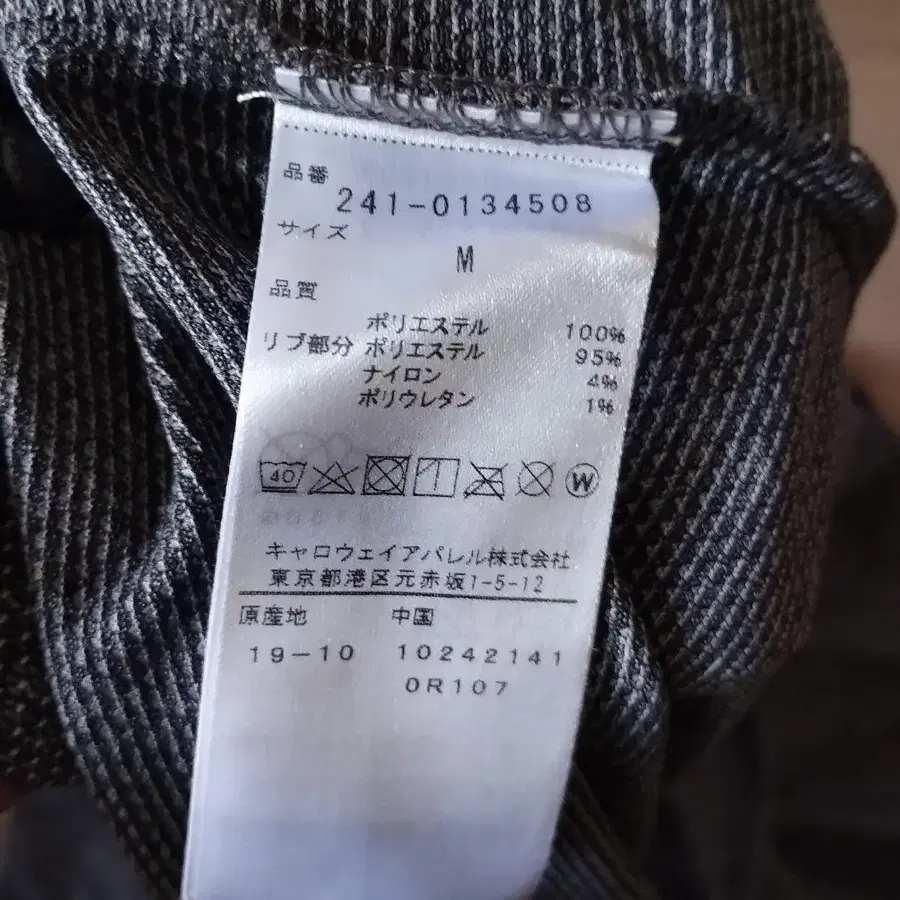 品番
241-0134508
サイズ
M
品質
ポリエステル 100%
リブ部分 ポリエステル 95%
ナイロン 4%
ポリウレタン 1%
40 W
キャロウェイアパレル株式会社
東京都港区元赤坂1-5-12
原産地 中国
19-10 10242141
0R107